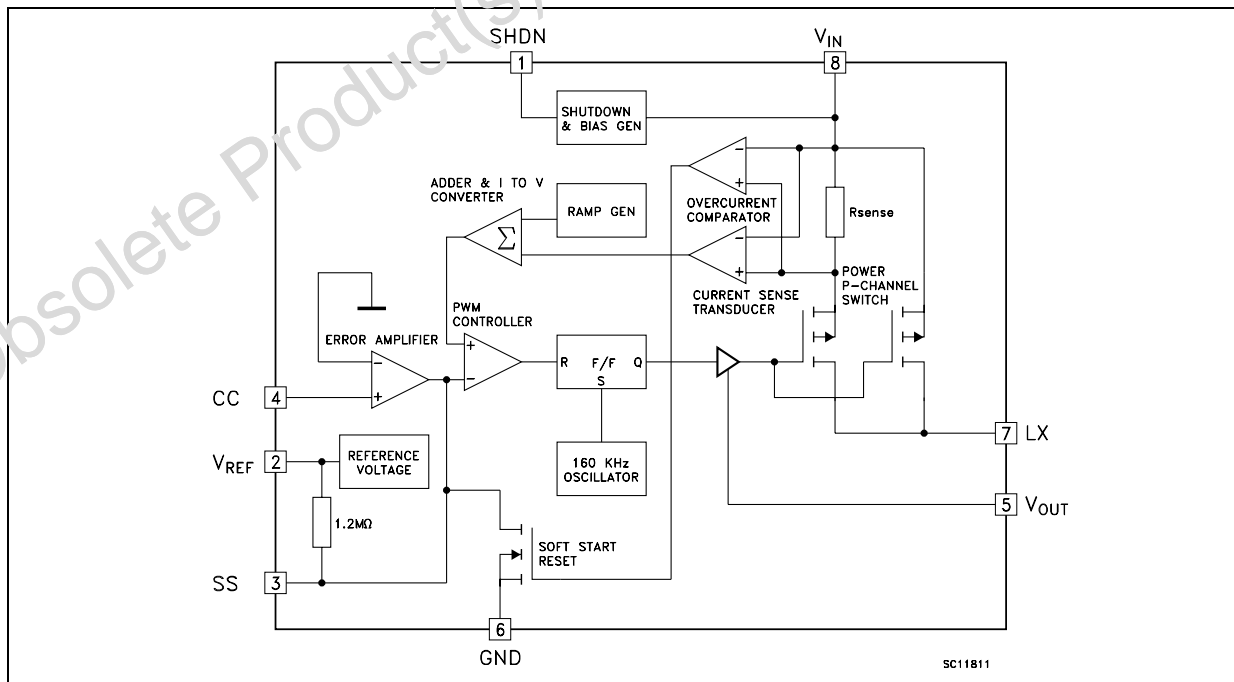 Obsolete Product(s)
SHDN
1
VIN
8
SHUTDOWN
& BIAS GEN
ADDER & I TO V
CONVERTER
RAMP GEN
Σ
-
+
OVERCURRENT
COMPARATOR
Rsense
-
+
CURRENT SENSE
TRANSDUCER
POWER
P-CHANNEL
SWITCH
PWM
CONTROLLER
ERROR AMPLIFIER
-
+
+
-
R F/F Q
S
CC
4
VREF
2
REFERENCE
VOLTAGE
160 KHz
OSCILLATOR
7
LX
5
VOUT
1.2MΩ
SOFT START
RESET
SS
3
6
GND
SC11811